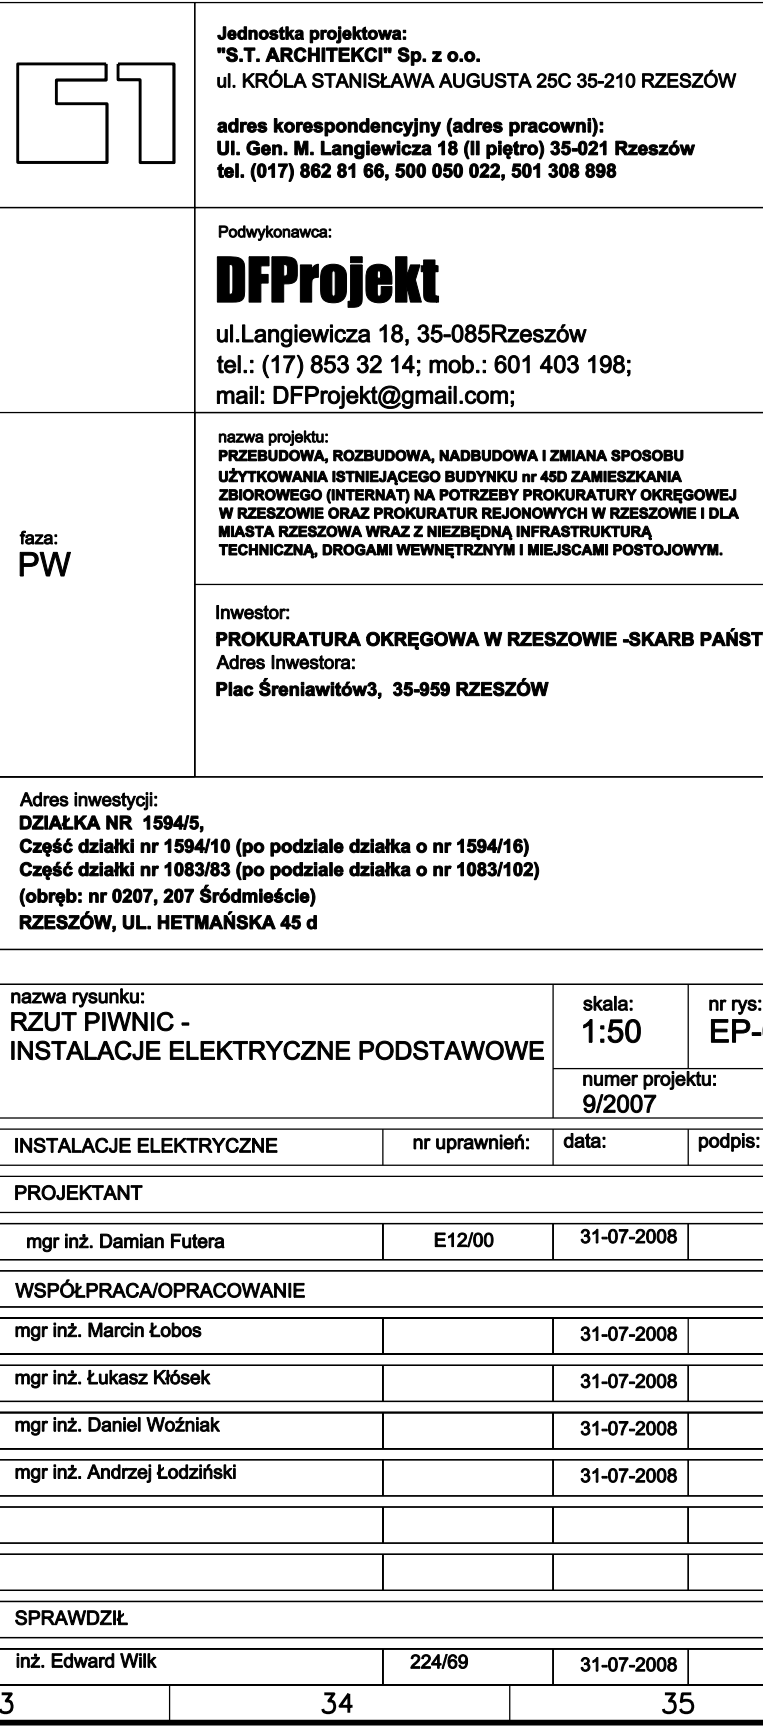 Jednostka projektowa:
"S.T. ARCHITEKCI" Sp. z o.o.
ul. KRÓLA STANISŁAWA AUGUSTA 25C 35-210 RZESZÓW
adres korespondencyjny (adres pracowni):
Ul. Gen. M. Langiewicza 18 (II piętro) 35-021 Rzeszów
tel. (017) 862 81 66, 500 050 022, 501 308 898
Podwykonawca:
DFProjekt
ul.Langiewicza 18, 35-085Rzeszów
tel.: (17) 853 32 14; mob.: 601 403 198;
mail: DFProjekt@gmail.com;
faza:
PW
nazwa projektu:
PRZEBUDOWA, ROZBUDOWA, NADBUDOWA I ZMIANA SPOSOBU
UŻYTKOWANIA ISTNIEJĄCEGO BUDYNKU nr 45D ZAMIESZKANIA
ZBIOROWEGO (INTERNAT) NA POTRZEBY PROKURATURY OKRĘGOWEJ
W RZESZOWIE ORAZ PROKURATUR REJONOWYCH W RZESZOWIE I DLA
MIASTA RZESZOWA WRAZ Z NIEZBĘDNĄ INFRASTRUKTURĄ
TECHNICZNĄ, DROGAMI WEWNĘTRZNYM I MIEJSCAMI POSTOJOWYM.
Inwestor:
PROKURATURA OKRĘGOWA W RZESZOWIE -SKARB PAŃST
Adres Inwestora:
Plac Śreniawitów3, 35-959 RZESZÓW
Adres inwestycji:
DZIAŁKA NR 1594/5,
Część działki nr 1594/10 (po podziale działka o nr 1594/16)
Część działki nr 1083/83 (po podziale działka o nr 1083/102)
(obręb: nr 0207, 207 Śródmieście)
RZESZÓW, UL. HETMAŃSKA 45 d
nazwa rysunku:
RZUT PIWNIC -
INSTALACJE ELEKTRYCZNE PODSTAWOWE
skala:
1:50
nr rys:
EP-
numer projektu:
9/2007
INSTALACJE ELEKTRYCZNE nr uprawnień: data: podpis:
PROJEKTANT
mgr inż. Damian Futera E12/00 31-07-2008
WSPÓŁPRACA/OPRACOWANIE
mgr inż. Marcin Łobos 31-07-2008
mgr inż. Łukasz Kłósek 31-07-2008
mgr inż. Daniel Woźniak 31-07-2008
mgr inż. Andrzej Łodziński 31-07-2008
SPRAWDZIŁ
inż. Edward Wilk 224/69 31-07-2008
3 34 35